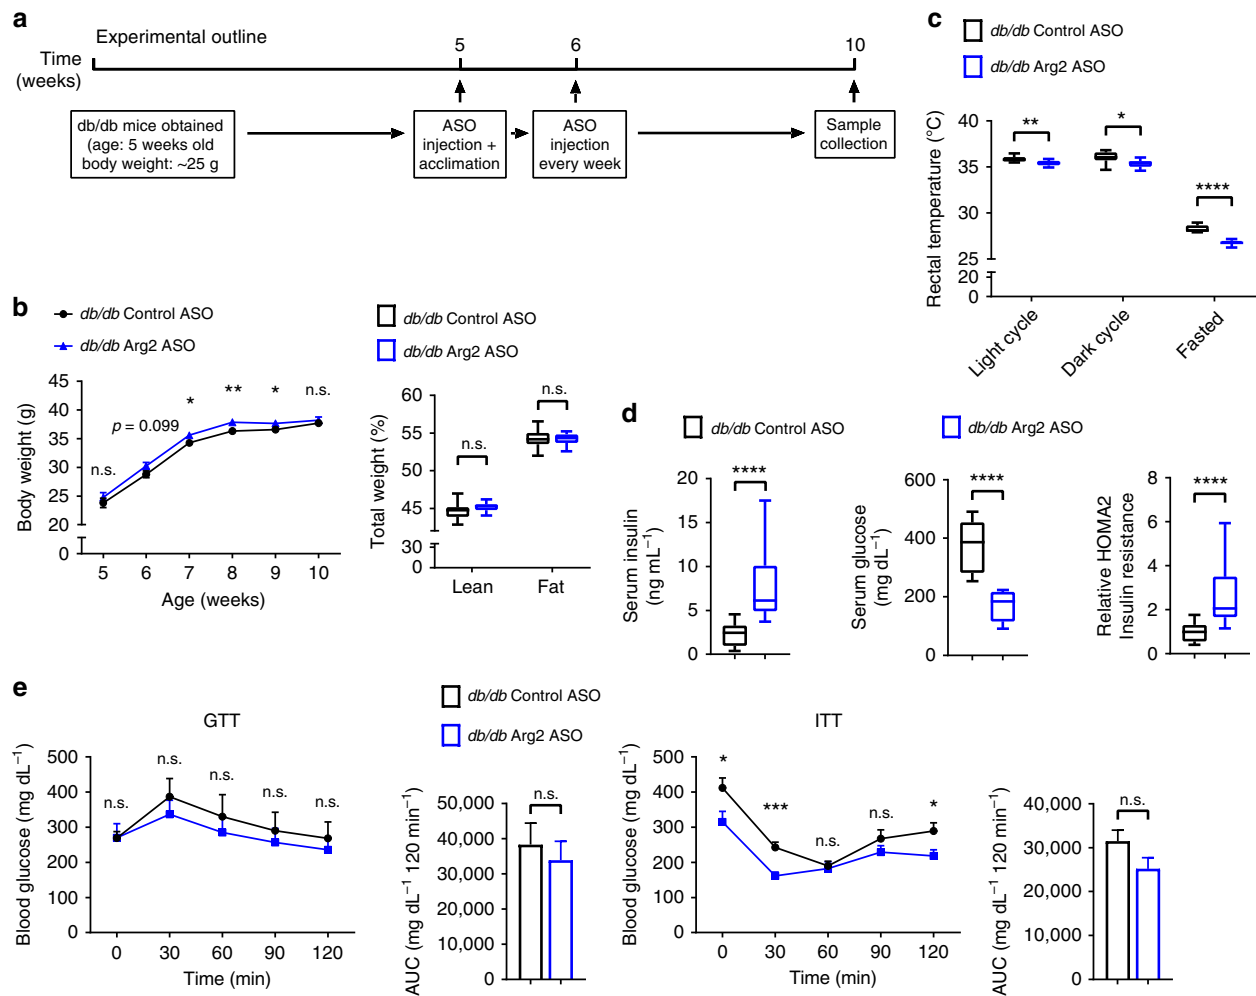 a
Experimental outline
Time
(weeks)
5
6
10
db/db mice obtained
(age: 5 weeks old
body weight: ~25 g
ASO
injection +
acclimation
ASO
injection
every week
Sample
collection
b
db/db Control ASO
db/db Arg2 ASO
Body weight (g)
45
40
35
30
25
20
0
n.s.
p = 0.099
*
**
*
n.s.
5 6 7 8 9 10
Age (weeks)
db/db Control ASO
db/db Arg2 ASO
Total weight (%)
60
55
50
45
30
0
n.s.
n.s.
Lean Fat
c
db/db Control ASO
db/db Arg2 ASO
Rectal temperature (°C)
40
35
30
25
20
0
**
*
****
Light cycle
Dark cycle
Fasted
d
db/db Control ASO
db/db Arg2 ASO
Serum insulin
(ng mL−1)
20
15
10
5
0
****
Serum glucose
(mg dL−1)
600
400
200
0
****
Relative HOMA2
Insulin resistance
8
6
4
2
0
****
e
db/db Control ASO
db/db Arg2 ASO
GTT
Blood glucose (mg dL−1)
500
400
300
200
100
0
n.s.
n.s.
n.s.
n.s.
n.s.
0 30 60 90 120
Time (min)
AUC (mg dL−1 120 min−1)
50,000
40,000
30,000
20,000
10,000
0
n.s.
ITT
Blood glucose (mg dL−1)
500
400
300
200
100
0
*
***
n.s.
n.s.
*
0 30 60 90 120
Time (min)
AUC (mg dL−1 120 min−1)
40,000
30,000
20,000
10,000
0
n.s.